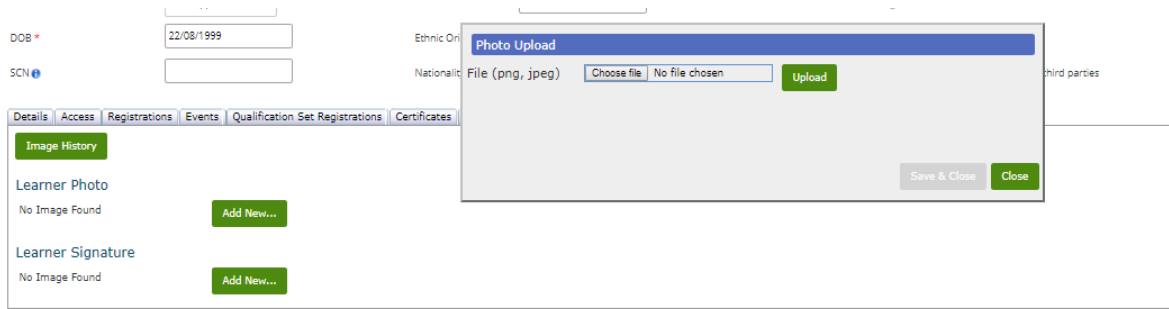 DOB *
22/08/1999
Ethnic Ori
SCN
Nationalit
third parties
Photo Upload
File (png, jpeg)
Choose file No file chosen
Upload
Save & Close
Close
Details Access Registrations Events Qualification Set Registrations Certificates
Image History
Learner Photo
No Image Found
Add New...
Learner Signature
No Image Found
Add New...